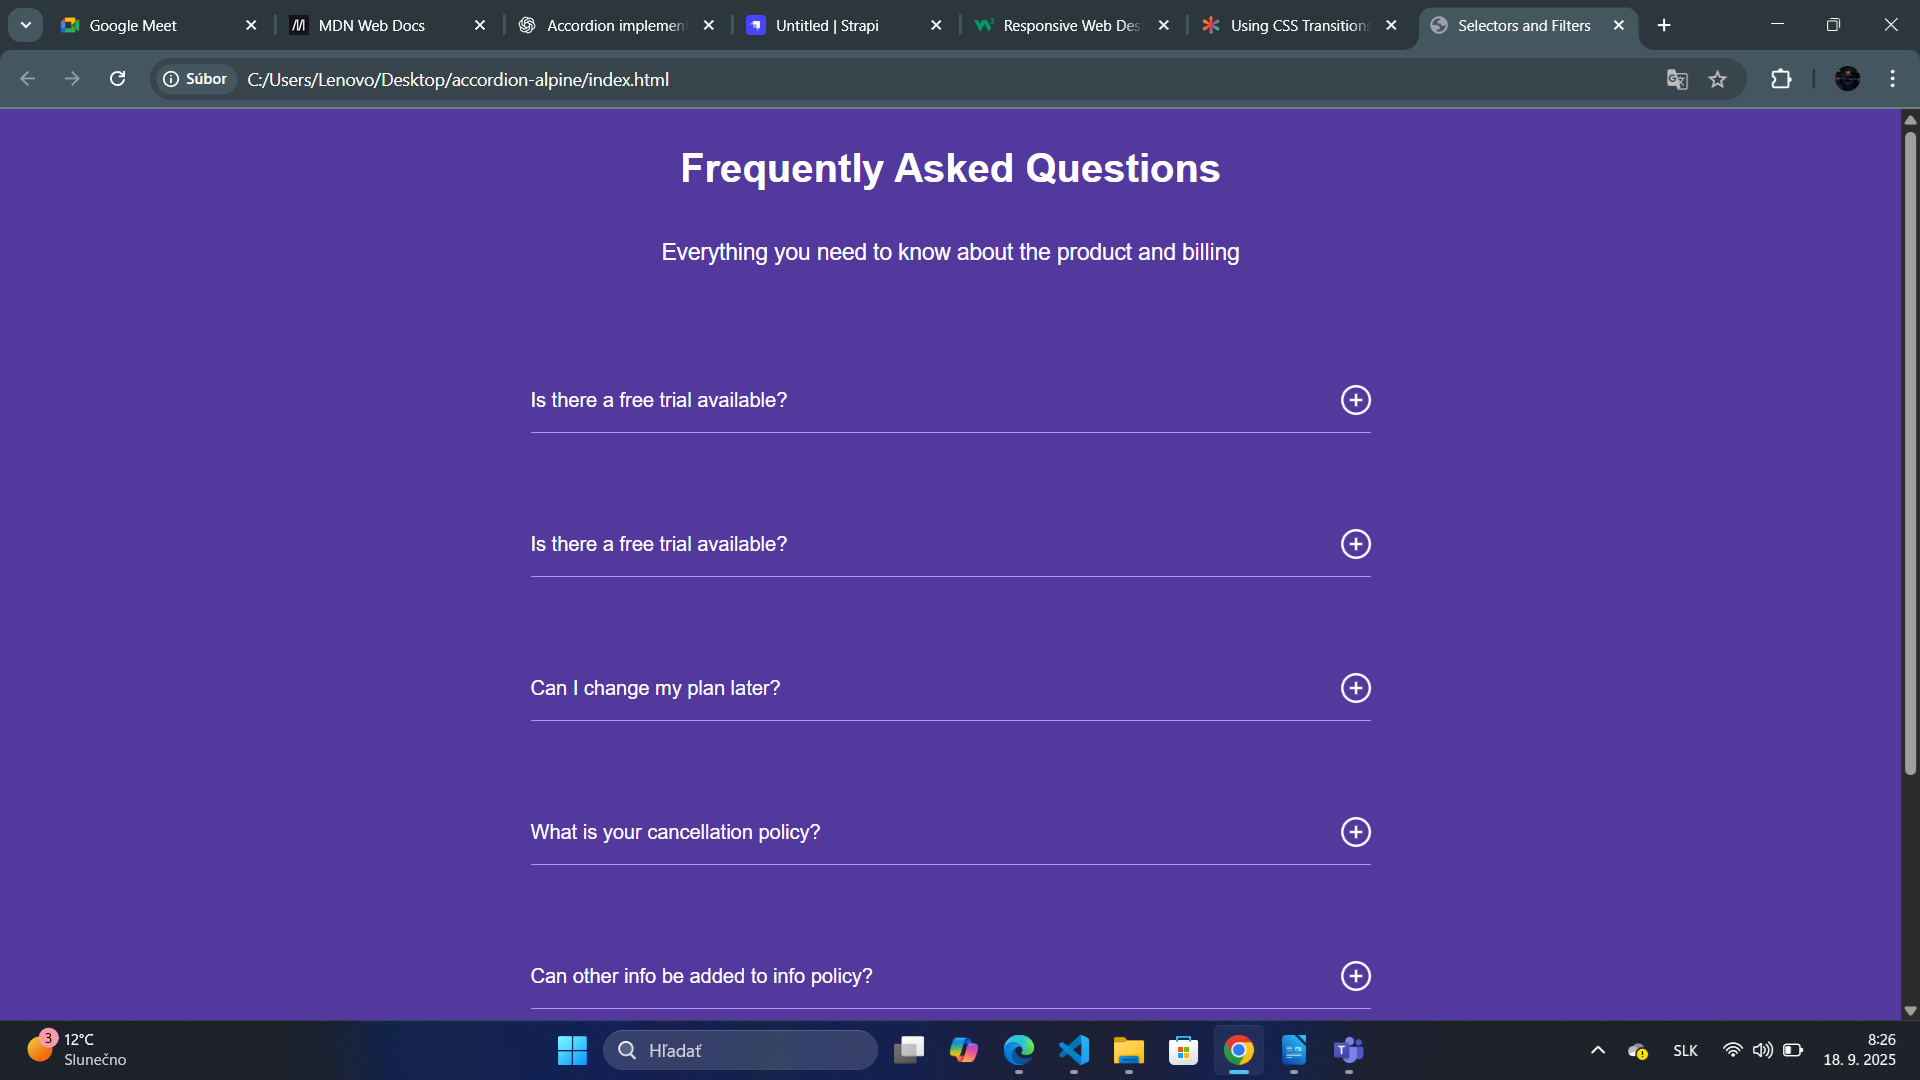 Google Meet
MDN Web Docs
Accordion implemen
Untitled | Strapi
Responsive Web Des
Using CSS Transitions
Selectors and Filters
Súbor
C:/Users/Lenovo/Desktop/accordion-alpine/index.html
Frequently Asked Questions
Everything you need to know about the product and billing
Is there a free trial available?
Is there a free trial available?
Can I change my plan later?
What is your cancellation policy?
Can other info be added to info policy?
3
12°C
Slunečno
Hľadať
SLK
8:26
18. 9. 2025